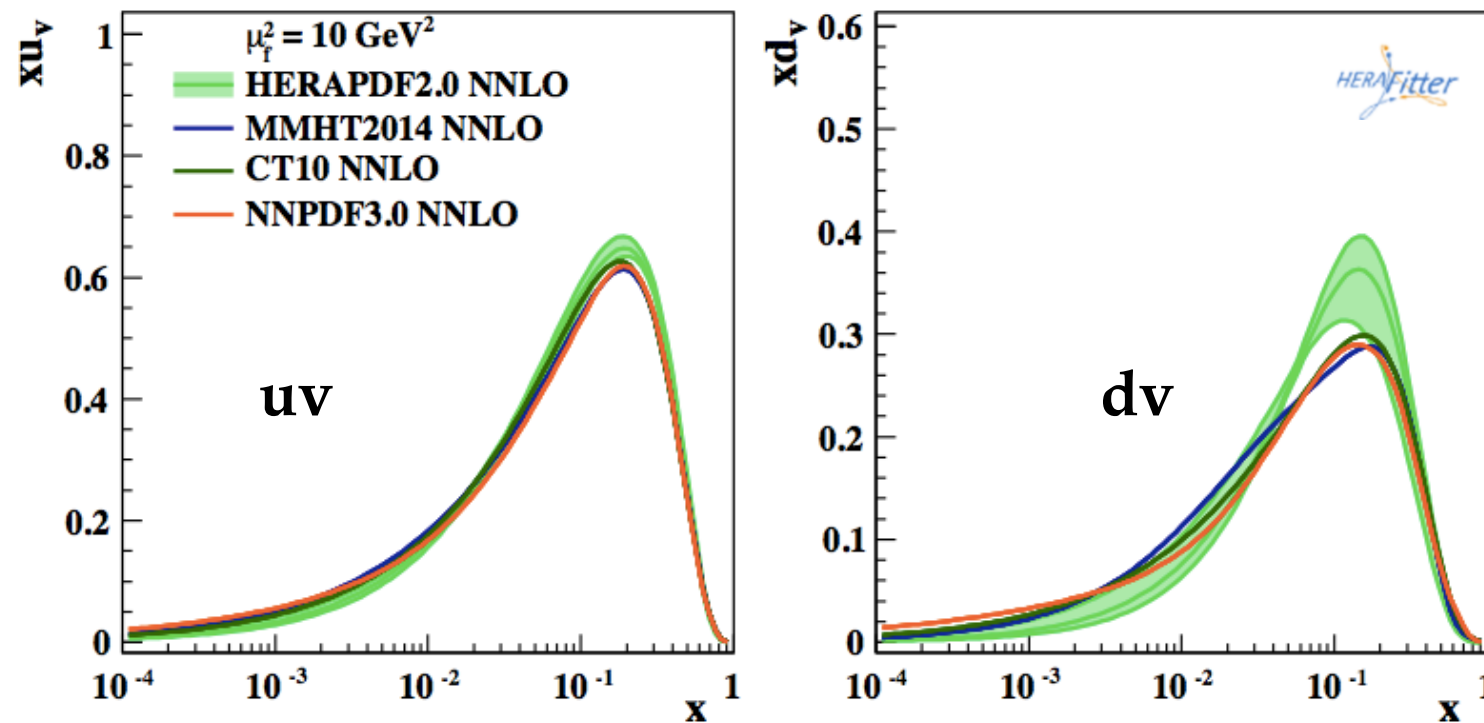 xu_v
1
0.8
0.6
0.4
0.2
0
μ_f^2 = 10 GeV^2
HERAPDF2.0 NNLO
MMHT2014 NNLO
CT10 NNLO
NNPDF3.0 NNLO
uv
10^-4 10^-3 10^-2 10^-1 1
x
xd_v
0.6
0.5
0.4
0.3
0.2
0.1
0
HERAFitter
dv
10^-4 10^-3 10^-2 10^-1 1
x